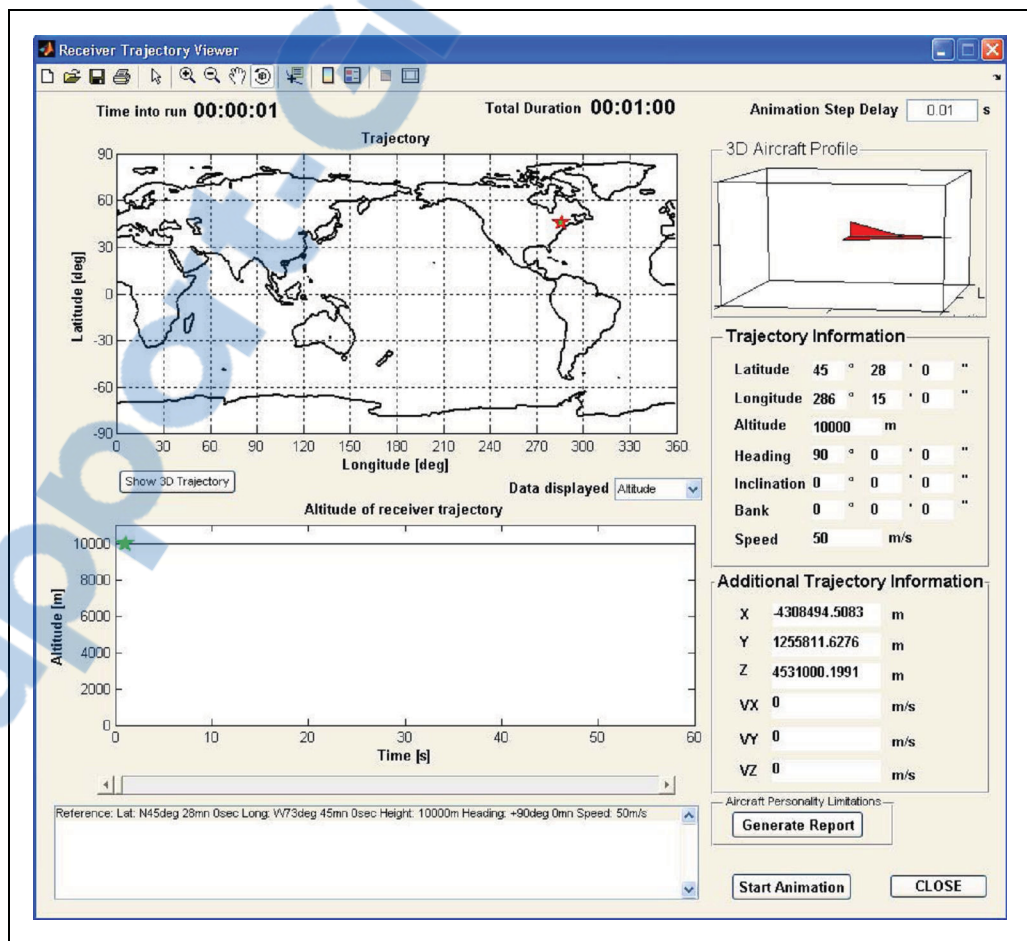 Receiver Trajectory Viewer
Time into run 00:00:01
Total Duration 00:01:00
Animation Step Delay 0.01 s
Trajectory
90
60
30
0
-30
-60
-90
Latitude [deg]
0 30 60 90 120 150 180 210 240 270 300 330 360
Longitude [deg]
Show 3D Trajectory
Data displayed Altitude
Altitude of receiver trajectory
10000
8000
6000
4000
2000
0
Altitude [m]
0 10 20 30 40 50 60
Time [s]
Reference: Lat: N45deg 28mn 0sec Long: W73deg 45mn 0sec Height: 10000m Heading: +90deg 0mn Speed: 50m/s
3D Aircraft Profile
L
Trajectory Information
Latitude 45 ° 28 ' 0 "
Longitude 286 ° 15 ' 0 "
Altitude 10000 m
Heading 90 ° 0 ' 0 "
Inclination 0 ° 0 ' 0 "
Bank 0 ° 0 ' 0 "
Speed 50 m/s
Additional Trajectory Information
X -4308494.5083 m
Y 1255811.6276 m
Z 4531000.1991 m
VX 0 m/s
VY 0 m/s
VZ 0 m/s
Aircraft Personality Limitations
Generate Report
Start Animation
CLOSE